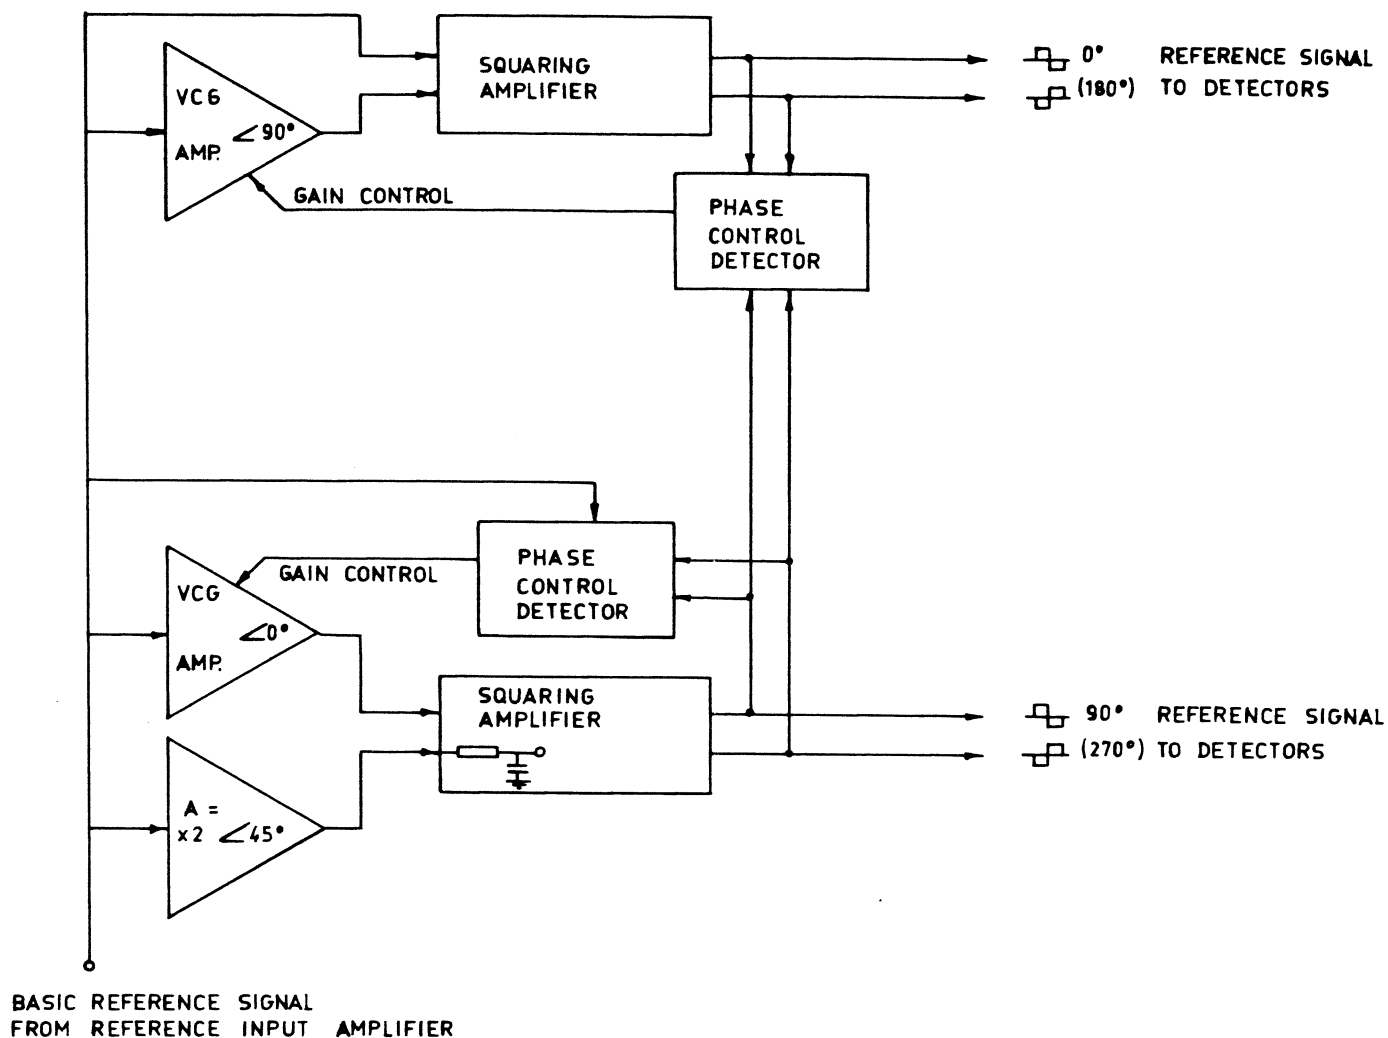 SQUARING
AMPLIFIER
0° REFERENCE SIGNAL
(180°) TO DETECTORS
VCG
∠90°
AMP.
GAIN CONTROL
PHASE
CONTROL
DETECTOR
PHASE
CONTROL
DETECTOR
GAIN CONTROL
VCG
∠0°
AMP.
SQUARING
AMPLIFIER
90° REFERENCE SIGNAL
(270°) TO DETECTORS
A =
x2 ∠45°
BASIC REFERENCE SIGNAL
FROM REFERENCE INPUT AMPLIFIER